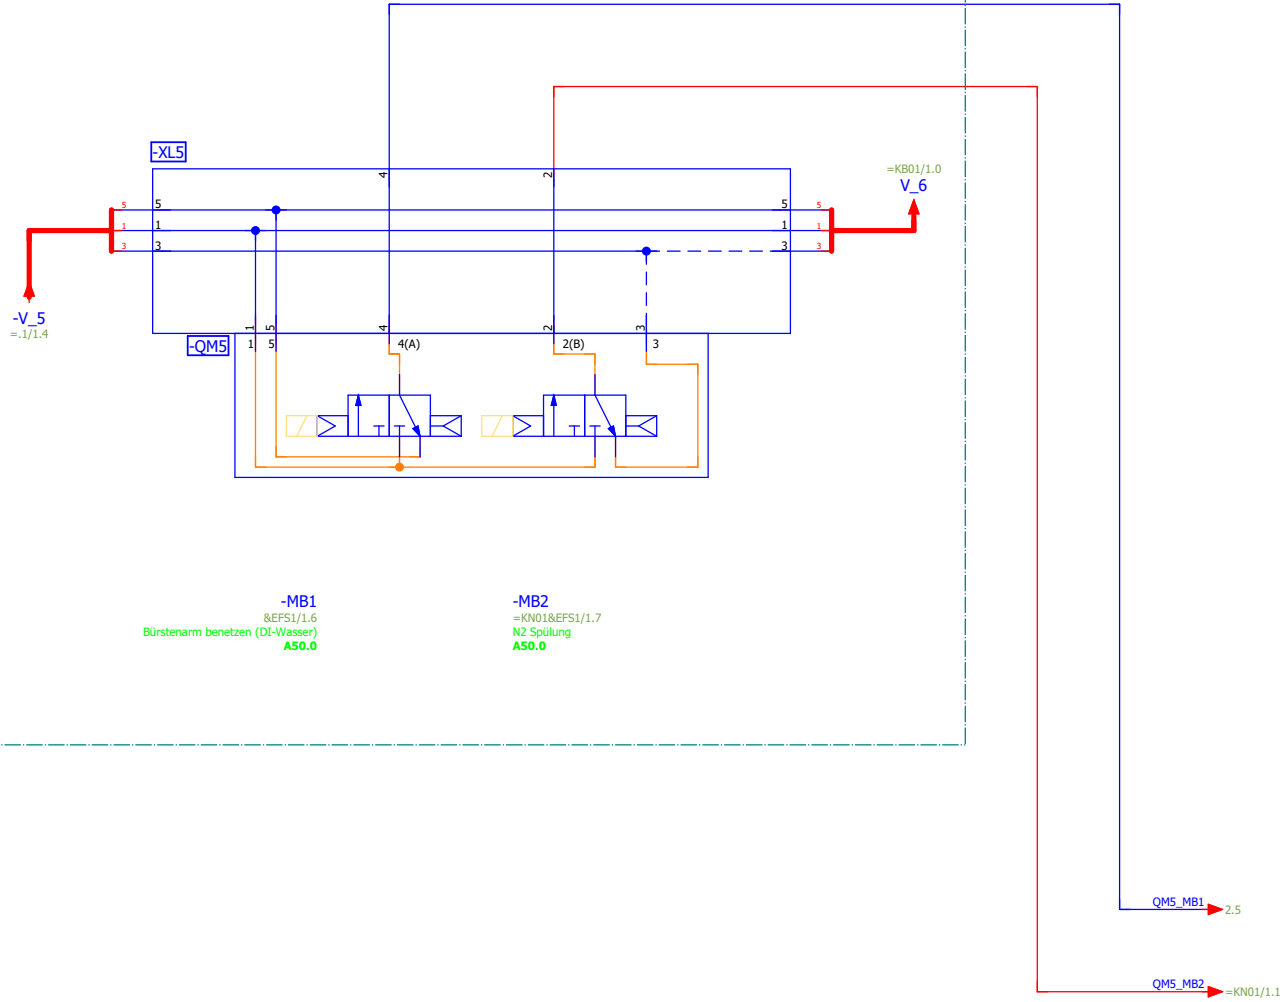 -XL5
4
2
=KB01/1.0
V_6
5
5
5
5
1
1
1
1
3
3
3
3
-V_5
=.1/1.4
1
5
4
2
3
-QM5
1
5
4(A)
2(B)
3
-MB1
&EFS1/1.6
Bürstenarm benetzen (DI-Wasser)
A50.0
-MB2
=KN01&EFS1/1.7
N2 Spülung
A50.0
QM5_MB1
2.5
QM5_MB2
=KN01/1.1